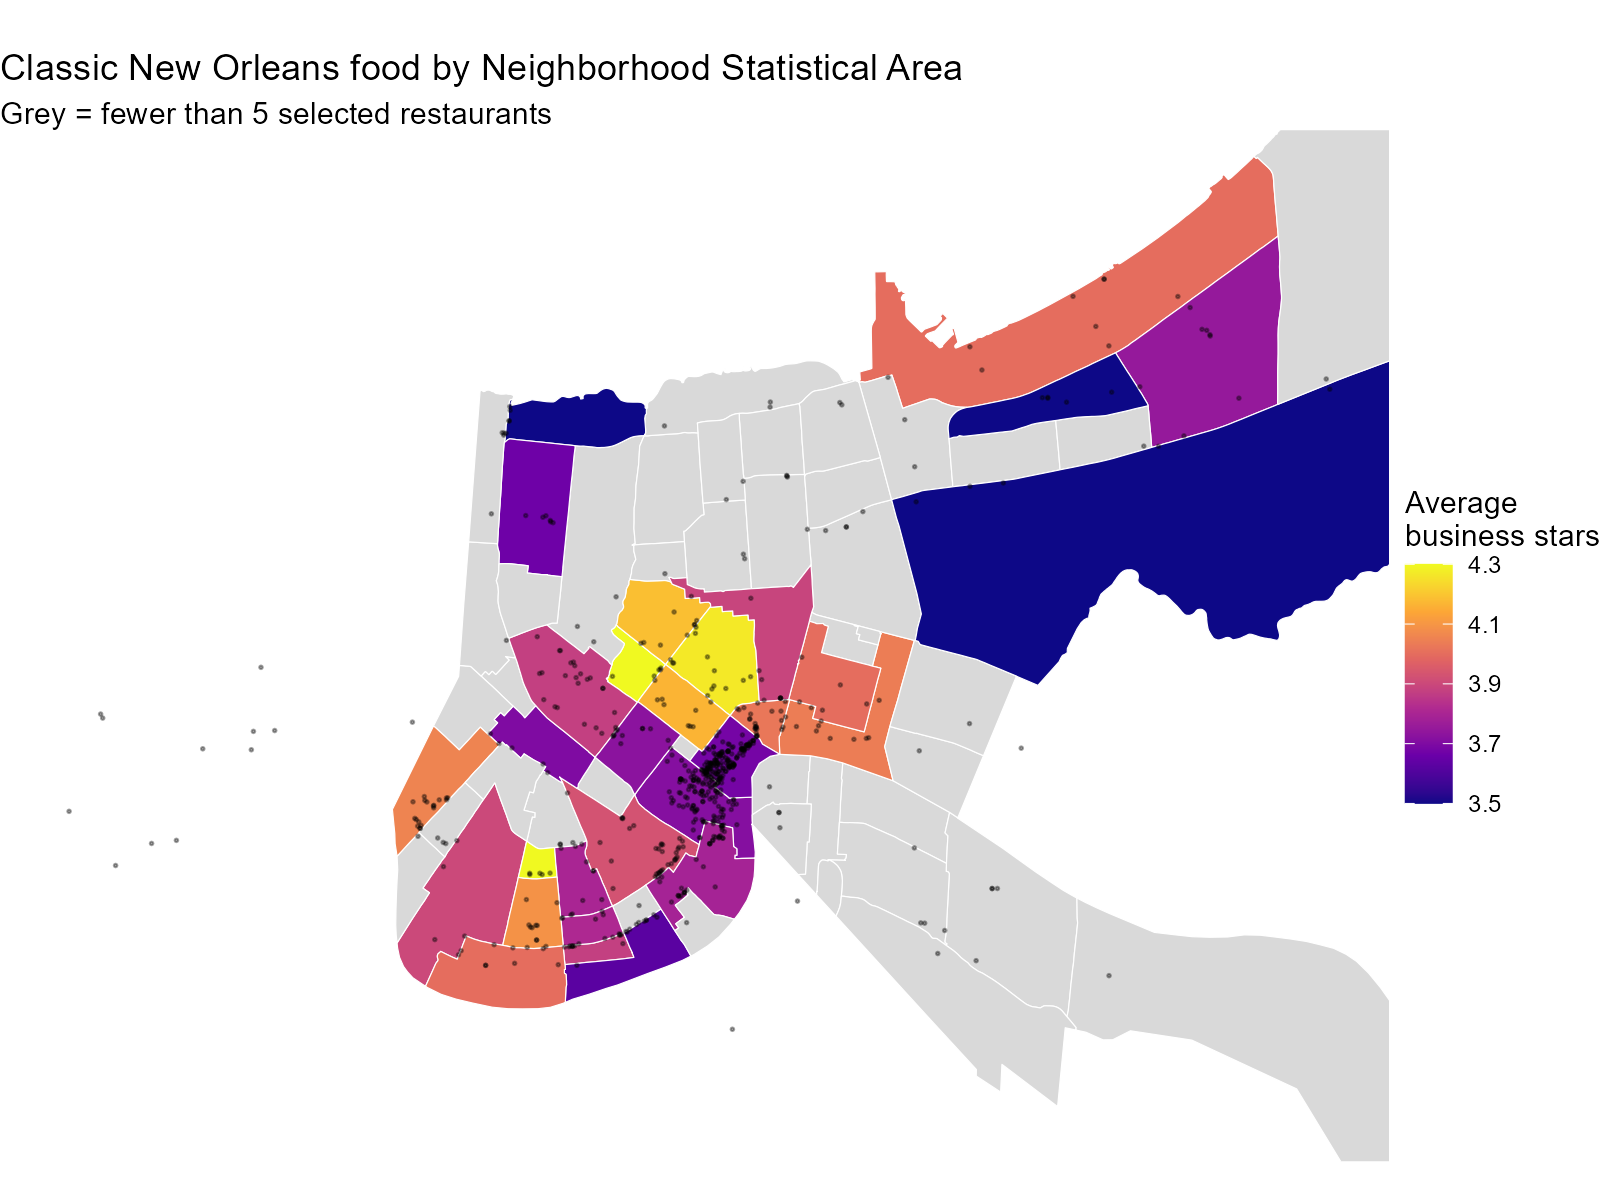 Classic New Orleans food by Neighborhood Statistical Area
Grey = fewer than 5 selected restaurants
Average
business stars
4.3
4.1
3.9
3.7
3.5